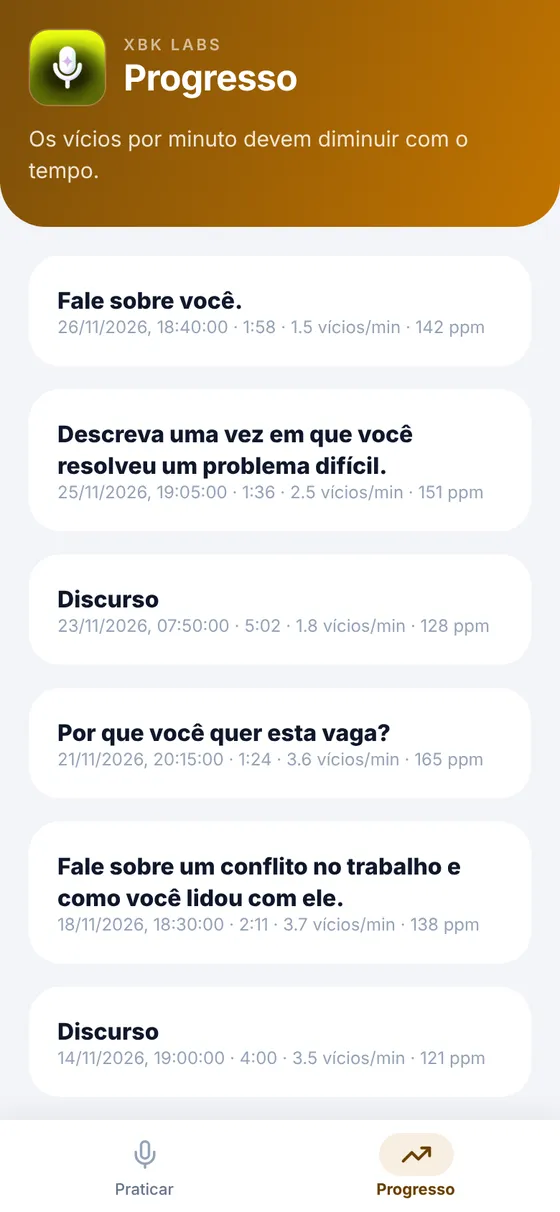 XBK LABS
Progresso
Os vícios por minuto devem diminuir com o
tempo.
Fale sobre você.
26/11/2026, 18:40:00 · 1:58 · 1.5 vícios/min · 142 ppm
Descreva uma vez em que você
resolveu um problema difícil.
25/11/2026, 19:05:00 · 1:36 · 2.5 vícios/min · 151 ppm
Discurso
23/11/2026, 07:50:00 · 5:02 · 1.8 vícios/min · 128 ppm
Por que você quer esta vaga?
21/11/2026, 20:15:00 · 1:24 · 3.6 vícios/min · 165 ppm
Fale sobre um conflito no trabalho e
como você lidou com ele.
18/11/2026, 18:30:00 · 2:11 · 3.7 vícios/min · 138 ppm
Discurso
14/11/2026, 19:00:00 · 4:00 · 3.5 vícios/min · 121 ppm
Praticar
Progresso